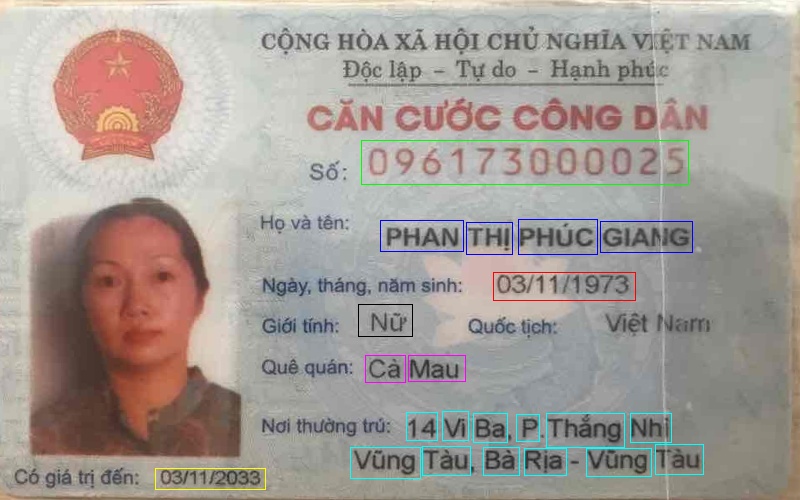 CỘNG HÒA XÃ HỘI CHỦ NGHĨA VIỆT NAM
Độc lập – Tự do – Hạnh phúc
CĂN CƯỚC CÔNG DÂN
Số: 096173000025
Họ và tên: PHAN THỊ PHÚC GIANG
Ngày, tháng, năm sinh: 03/11/1973
Giới tính: Nữ Quốc tịch: Việt Nam
Quê quán: Cà Mau
Nơi thường trú: 14 Vi Ba, P. Thắng Nhì
Vũng Tàu, Bà Rịa - Vũng Tàu
Có giá trị đến: 03/11/2033